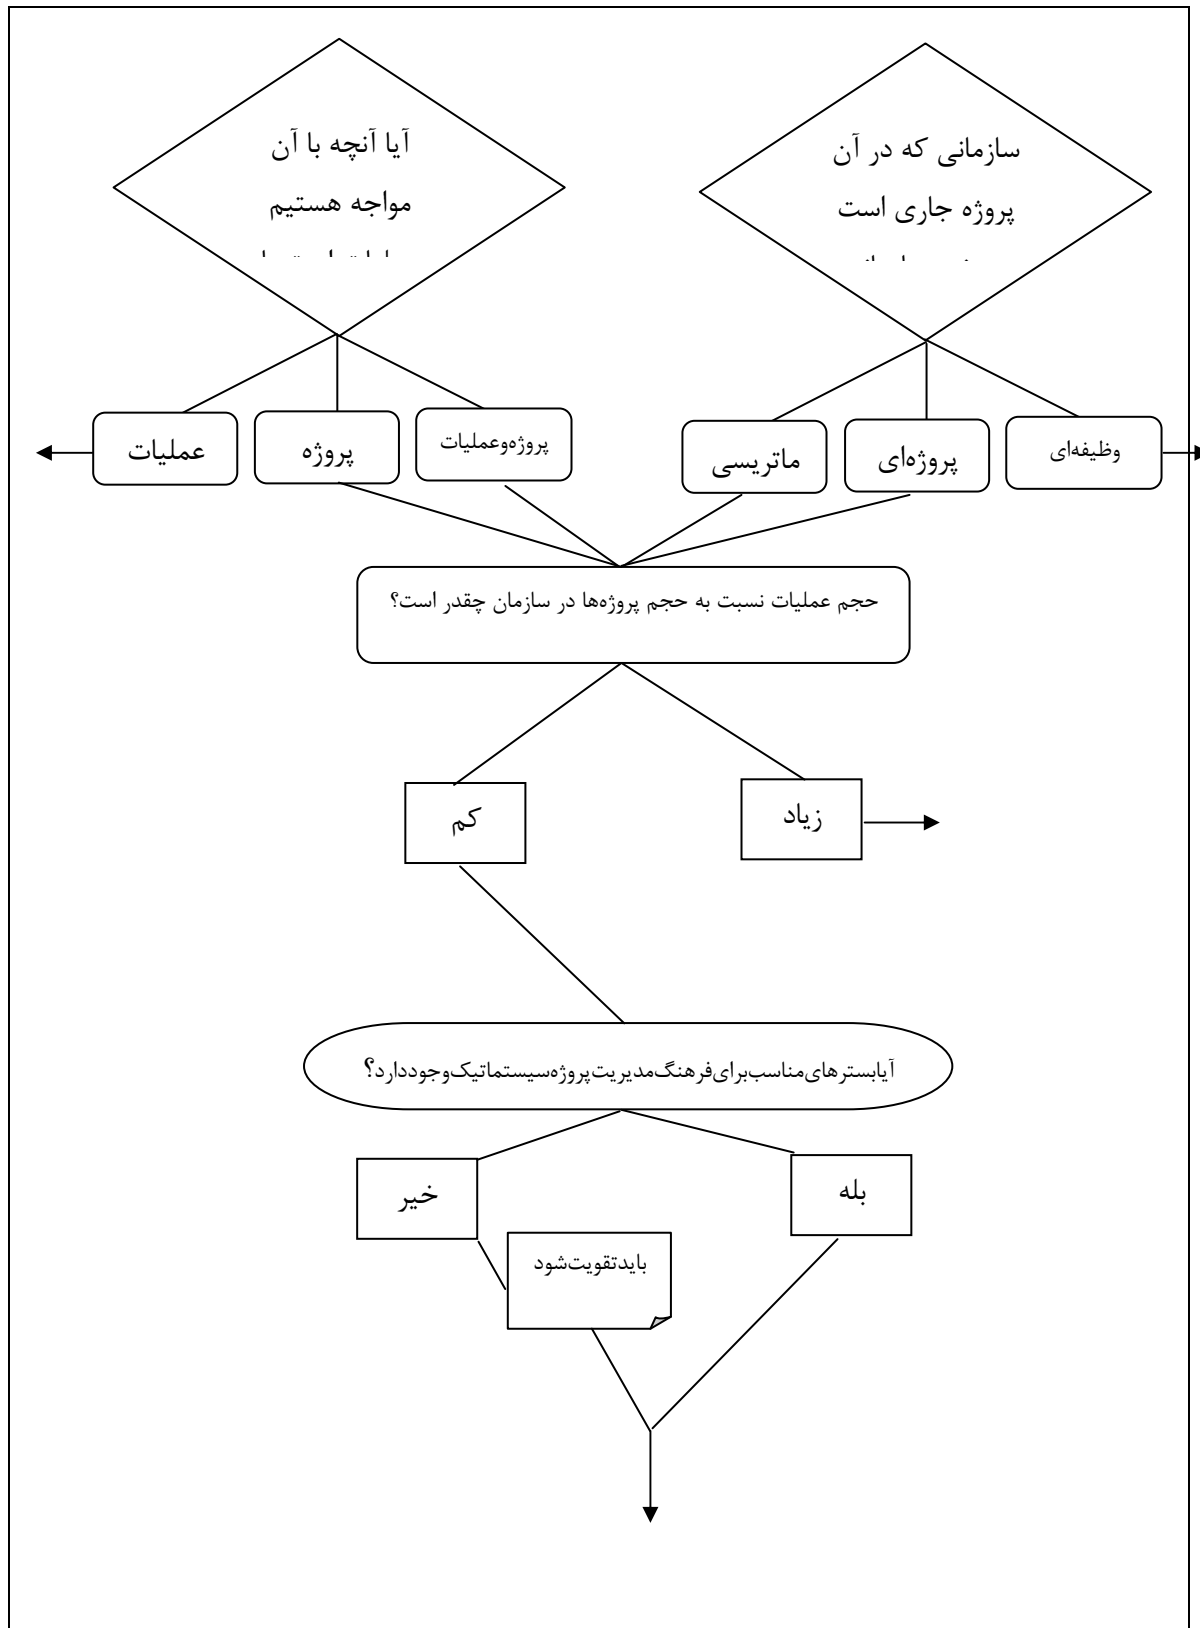 سازمانی که در آن
پروژه جاری است
آیا آنچه با آن
مواجه هستیم
وظیفه‌ای
پروژه‌ای
ماتریسی
پروژه‌وعملیات
پروژه
عملیات
حجم عملیات نسبت به حجم پروژه‌ها در سازمان چقدر است؟
زیاد
کم
آیابسترهای‌مناسب‌برای‌فرهنگ‌مدیریت‌پروژه‌سیستماتیک‌وجوددارد؟
بله
خیر
بایدتقویت‌شود